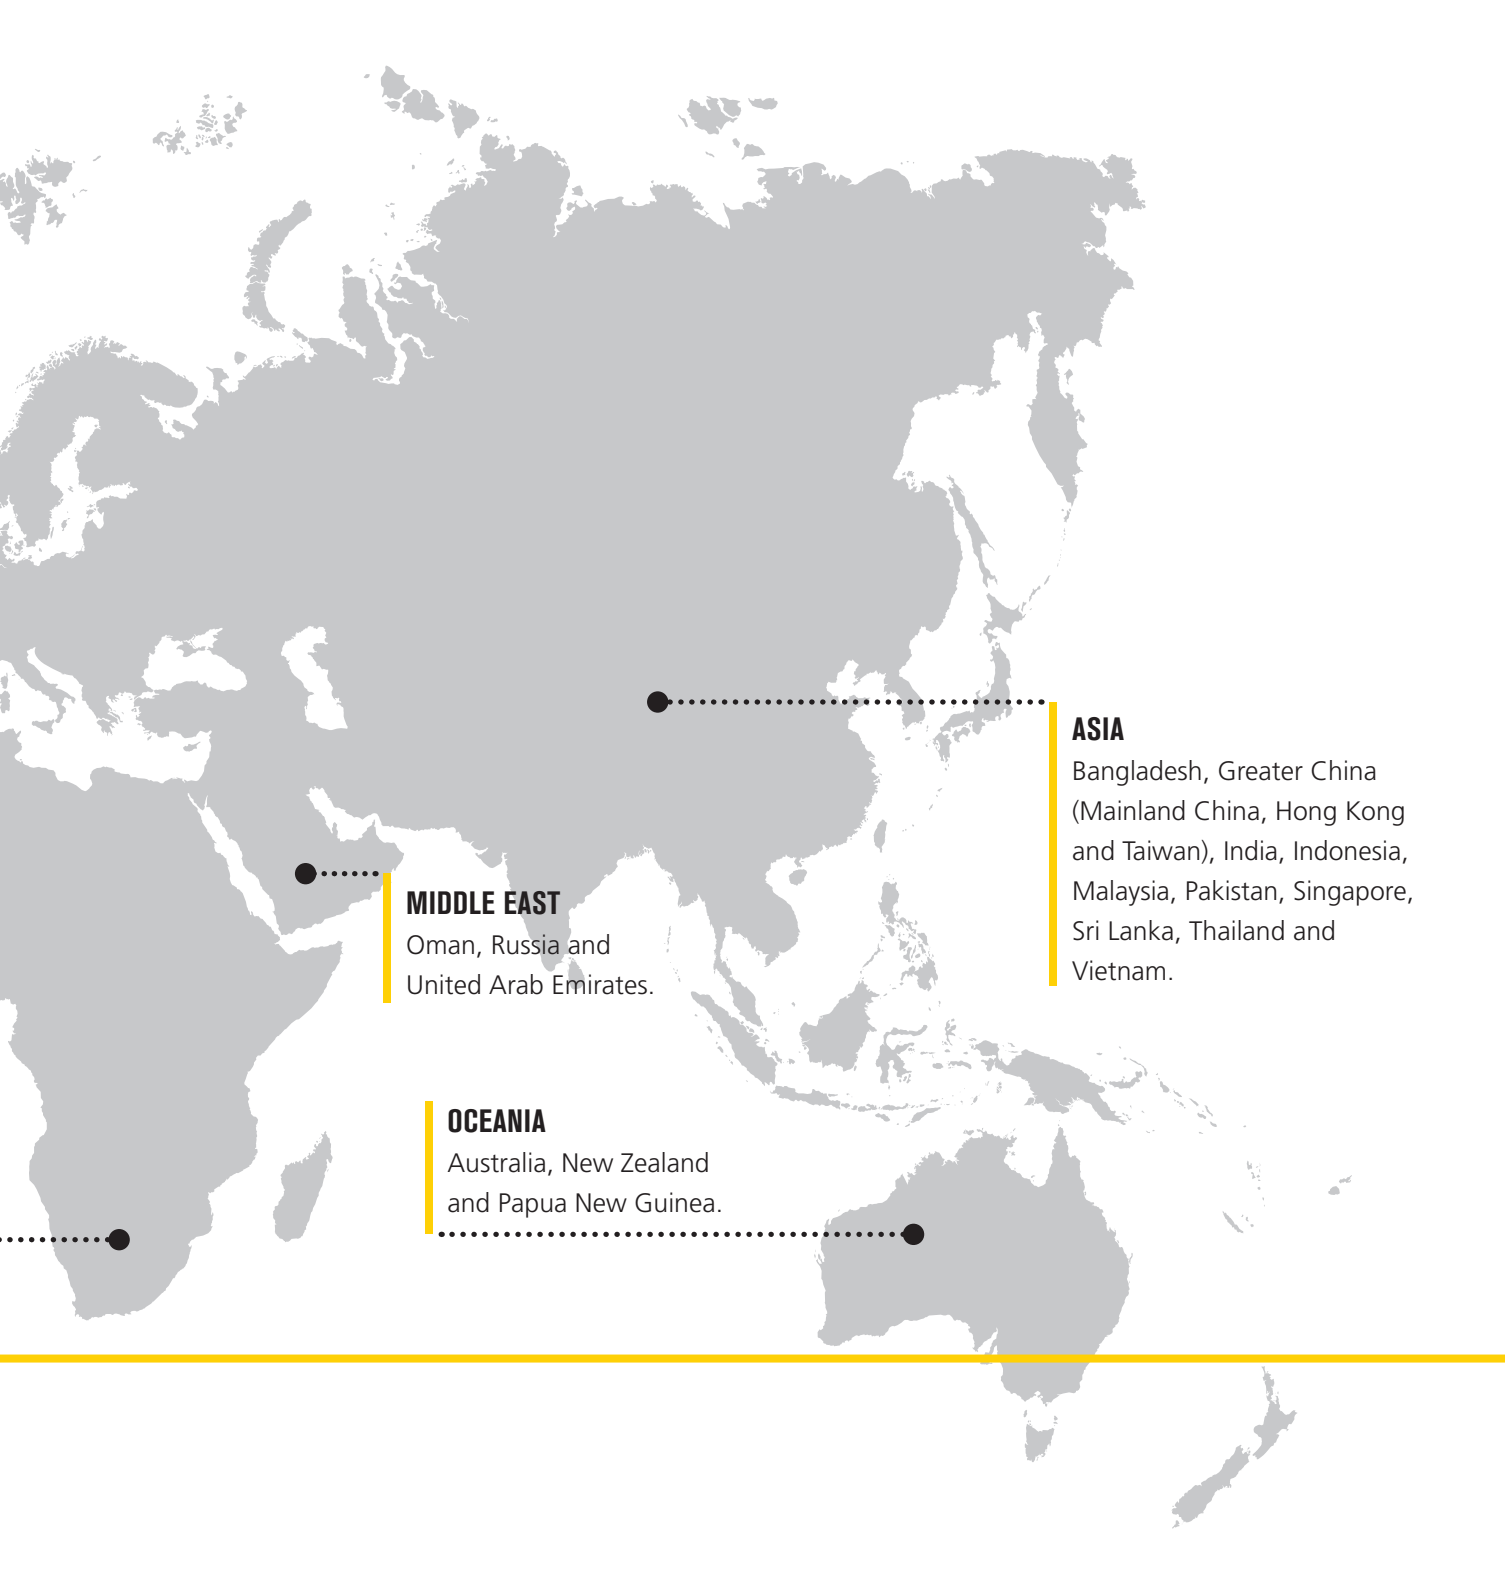 ASIA
Bangladesh, Greater China
(Mainland China, Hong Kong
and Taiwan), India, Indonesia,
Malaysia, Pakistan, Singapore,
Sri Lanka, Thailand and
Vietnam.
MIDDLE EAST
Oman, Russia and
United Arab Emirates.
OCEANIA
Australia, New Zealand
and Papua New Guinea.